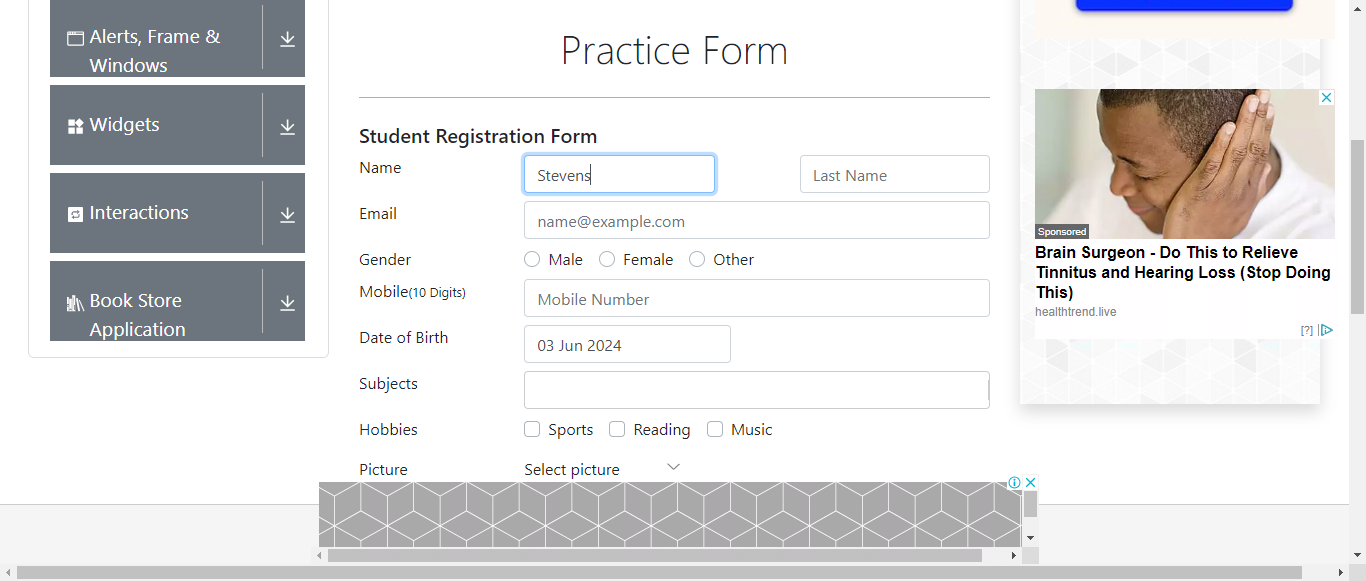 Alerts, Frame &
Windows
Widgets
Interactions
Book Store
Application
Practice Form
Student Registration Form
Name
Stevens
Last Name
Email
name@example.com
Gender
Male
Female
Other
Mobile(10 Digits)
Mobile Number
Date of Birth
03 Jun 2024
Subjects
Hobbies
Sports
Reading
Music
Picture
Select picture
Sponsored
Brain Surgeon - Do This to Relieve
Tinnitus and Hearing Loss (Stop Doing
This)
healthtrend.live
[?]